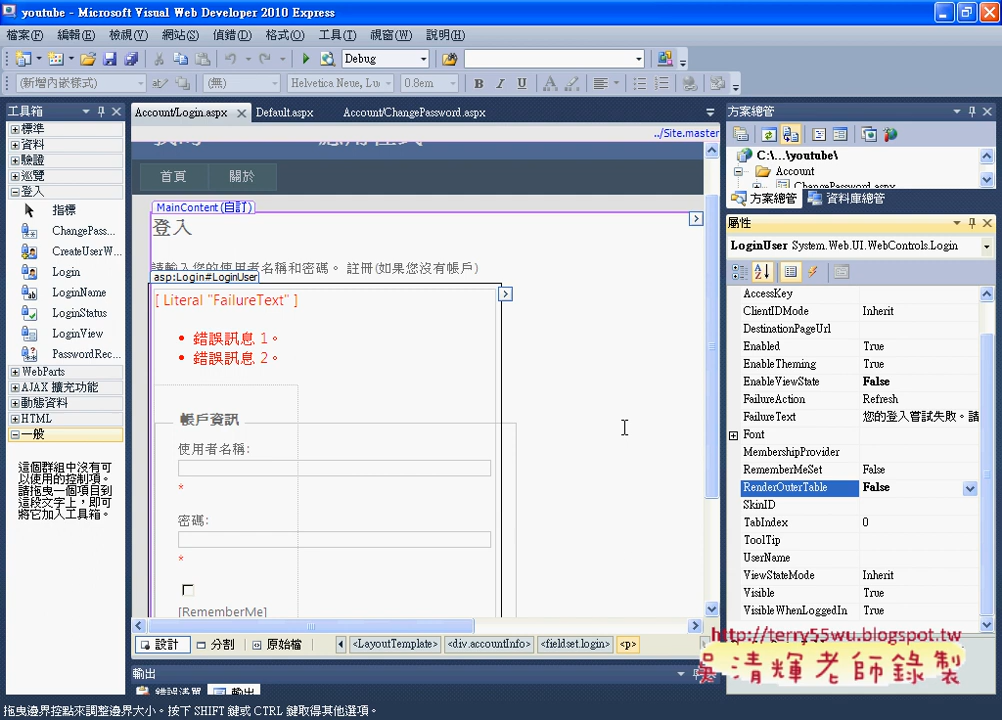 youtube - Microsoft Visual Web Developer 2010 Express
檔案(F) 編輯(E) 檢視(V) 網站(S) 偵錯(D) 格式(O) 工具(T) 視窗(W) 說明(H)
Debug
(新增內嵌樣式) (無) Helvetica Neue, Lu 0.8em B I U A
工具箱
標準
資料
驗證
巡覽
登入
指標
ChangePass...
CreateUserW...
Login
LoginName
LoginStatus
LoginView
PasswordRec...
WebParts
AJAX 擴充功能
動態資料
HTML
一般
這個群組中沒有可
以使用的控制項。
請拖曳一個項目到
這段文字上，即可
將它加入工具箱。
Account/Login.aspx Default.aspx Account/ChangePassword.aspx
../Site.master
首頁 關於
MainContent (自訂)
登入
請輸入您的使用者名稱和密碼。 註冊(如果您沒有帳戶)
asp:Login#LoginUser
[ Literal "FailureText" ]
• 錯誤訊息 1。
• 錯誤訊息 2。
帳戶資訊
使用者名稱:
*
密碼:
*
[RememberMe]
設計 分割 原始檔 <LayoutTemplate> <div.accountInfo> <fieldset.login> <p>
輸出
錯誤清單 輸出
拖曳邊界控點來調整邊界大小。按下 SHIFT 鍵或 CTRL 鍵取得其他選項。
方案總管
C:\...\youtube\
Account
ChangePassword.aspx
方案總管 資料庫總管
屬性
LoginUser System.Web.UI.WebControls.Login
AccessKey
ClientIDMode Inherit
DestinationPageUrl
Enabled True
EnableTheming True
EnableViewState False
FailureAction Refresh
FailureText 您的登入嘗試失敗。請
Font
MembershipProvider
RememberMeSet False
RenderOuterTable False
SkinID
TabIndex 0
ToolTip
UserName
ViewStateMode Inherit
Visible True
VisibleWhenLoggedIn True
http://terry55wu.blogspot.tw
吳清輝老師錄製